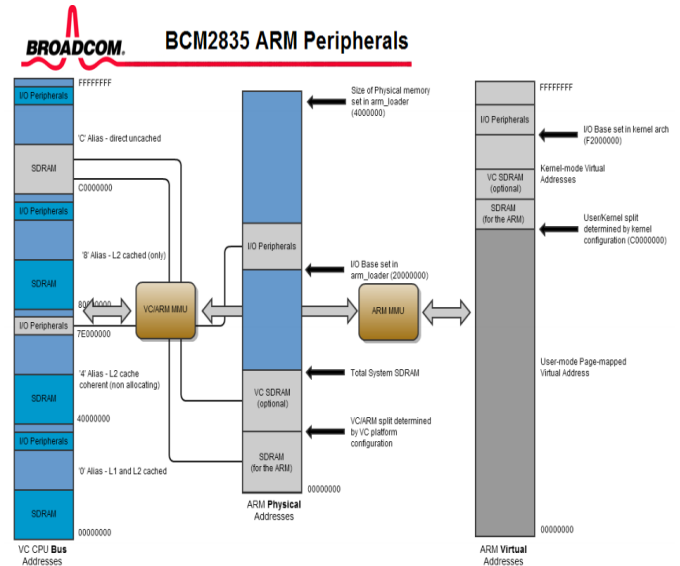 BROADCOM.
BCM2835 ARM Peripherals
FFFFFFFF
I/O Peripherals
'C' Alias - direct uncached
SDRAM
C0000000
I/O Peripherals
'8' Alias - L2 cached (only)
SDRAM
80000000
I/O Peripherals
7E000000
'4' Alias - L2 cache
coherent (non allocating)
SDRAM
40000000
I/O Peripherals
'0' Alias - L1 and L2 cached
SDRAM
00000000
VC CPU Bus
Addresses
VC/ARM MMU
Size of Physical memory
set in arm_loader
(4000000)
I/O Peripherals
I/O Base set in
arm_loader (20000000)
Total System SDRAM
VC SDRAM
(optional)
VC/ARM split determined
by VC platform
configuration
SDRAM
(for the ARM)
00000000
ARM Physical
Addresses
ARM MMU
FFFFFFFF
I/O Peripherals
I/O Base set in kernel arch
(F2000000)
Kernel-mode Virtual
Addresses
VC SDRAM
(optional)
SDRAM
(for the ARM)
User/Kernel split
determined by kernel
configuration (C0000000)
User-mode Page-mapped
Virtual Address
00000000
ARM Virtual
Addresses